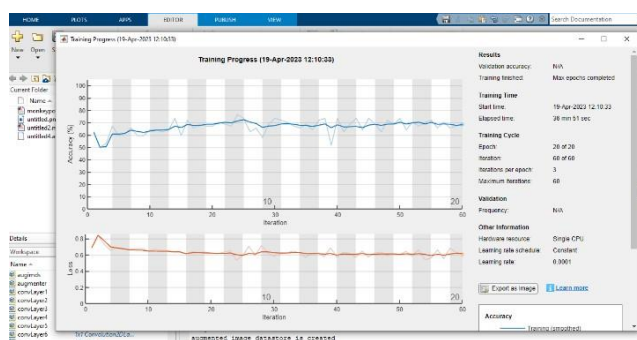 HOME PLOTS APPS EDITOR PUBLISH VIEW
Search Documentation
New Open
Training Progress (19-Apr-2023 12:10:33)
Training Progress (19-Apr-2023 12:10:33)
Current Folder
Name
untitled2
Accuracy (%)
100
90
80
70
60
50
40
30
20
10
0
10 20
0 10 20 30 40 50 60
Iteration
Loss
0.8
0.6
0.4
0.2
0
10 20
0 10 20 30 40 50 60
Iteration
Results
Validation accuracy: N/A
Training finished: Max epochs completed
Training Time
Start time: 19-Apr-2023 12:10:33
Elapsed time: 30 min 51 sec
Training Cycle
Epoch: 20 of 20
Iteration: 60 of 60
Iterations per epoch: 3
Maximum iterations: 60
Validation
Frequency: N/A
Other Information
Hardware resource: Single CPU
Learning rate schedule: Constant
Learning rate: 0.0001
Export as Image
Learn more
Accuracy
Training (smoothed)
Details
Workspace
Name
augimds
augmenter
convLayer1
convLayer2
convLayer3
convLayer4
convLayer5
convLayer6
1x1 Convolution2DLa...
augmented image datastore is created